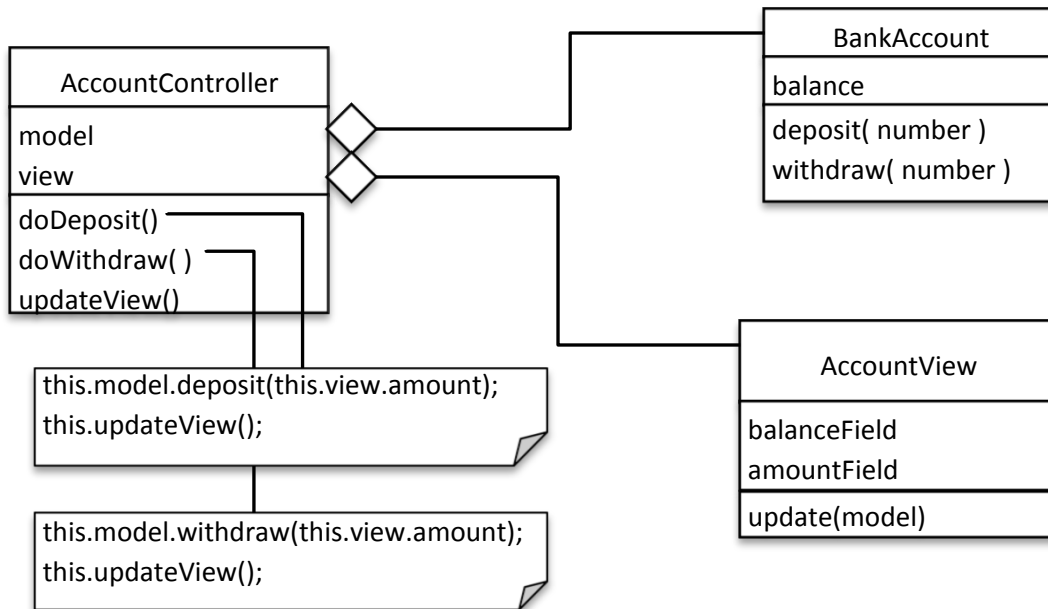 AccountController
model
view
doDeposit()
doWithdraw( )
updateView()
this.model.deposit(this.view.amount);
this.updateView();
this.model.withdraw(this.view.amount);
this.updateView();
BankAccount
balance
deposit( number )
withdraw( number )
AccountView
balanceField
amountField
update(model)